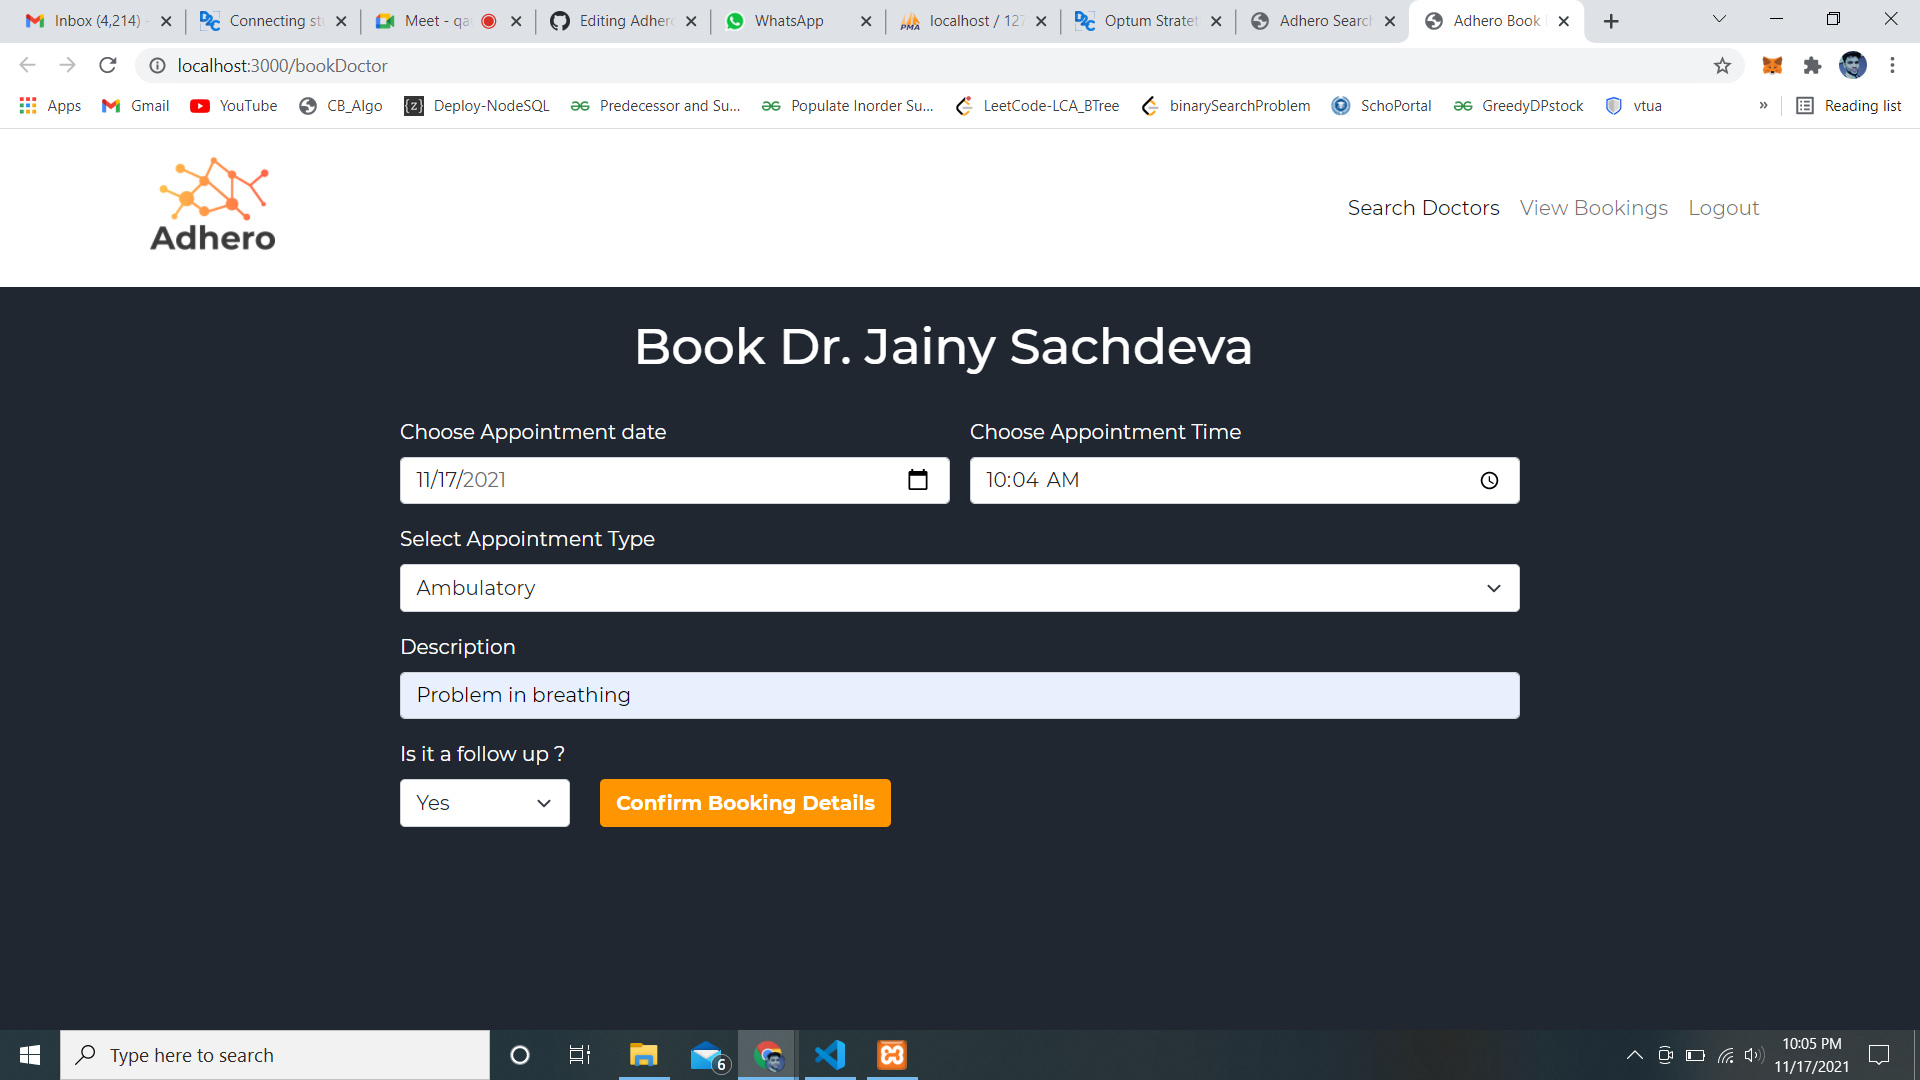 Inbox (4,214) -
Connecting stu
Meet - qau
Editing Adhero
WhatsApp
PMA
localhost / 127
Optum Stratet
Adhero Search
Adhero Book
localhost:3000/bookDoctor
Apps
Gmail
YouTube
CB_Algo
{z}
Deploy-NodeSQL
Predecessor and Su...
Populate Inorder Su...
LeetCode-LCA_BTree
binarySearchProblem
SchoPortal
GreedyDPstock
vtua
»
Reading list
Adhero
Search Doctors
View Bookings
Logout
Book Dr. Jainy Sachdeva
Choose Appointment date
Choose Appointment Time
11/17/2021
10:04 AM
Select Appointment Type
Ambulatory
Description
Problem in breathing
Is it a follow up ?
Yes
Confirm Booking Details
Type here to search
6
10:05 PM
11/17/2021